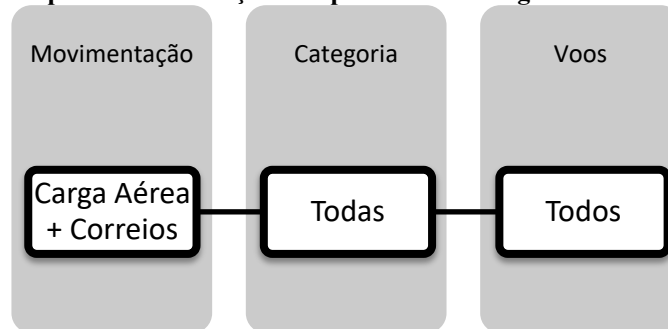 Movimentação
Categoria
Voos
Carga Aérea
+ Correios
Todas
Todos